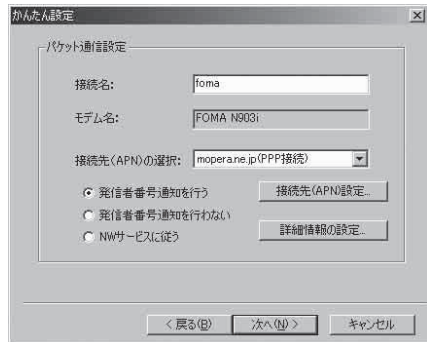 かんたん設定
パケット通信設定
接続名: foma
モデム名: FOMA N903i
接続先(APN)の選択: mopera.ne.jp(PPP接続)
発信者番号通知を行う 接続先(APN)設定...
発信者番号通知を行わない
NWサービスに従う 詳細情報の設定...
< 戻る(B) 次へ(N) > キャンセル